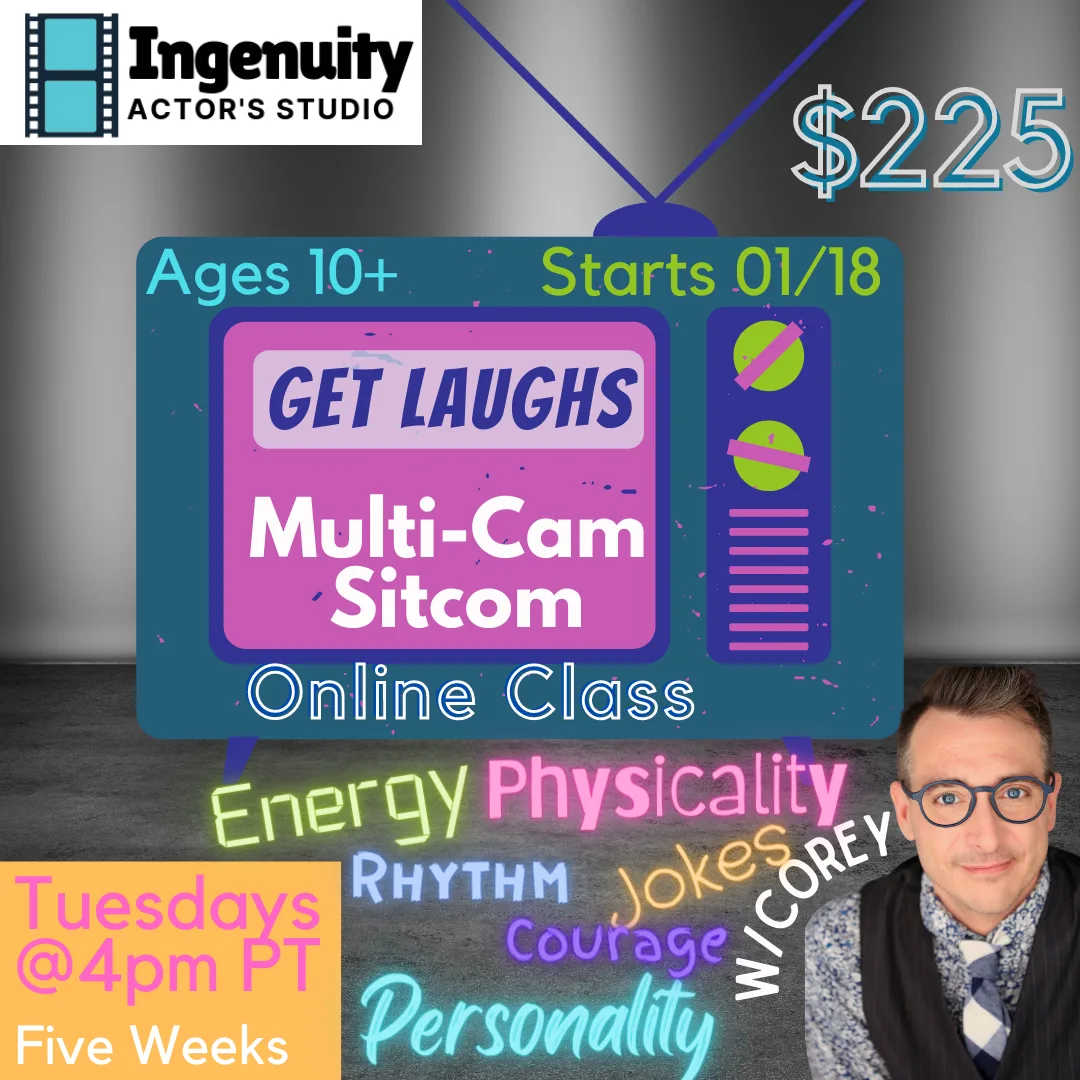 Ingenuity
ACTOR'S STUDIO
$225
Ages 10+
Starts 01/18
GET LAUGHS
Multi-Cam
Sitcom
Online Class
Energy
Physicality
RHYTHM
Jokes
Courage
Personality
W/COREY
Tuesdays
@4pm PT
Five Weeks